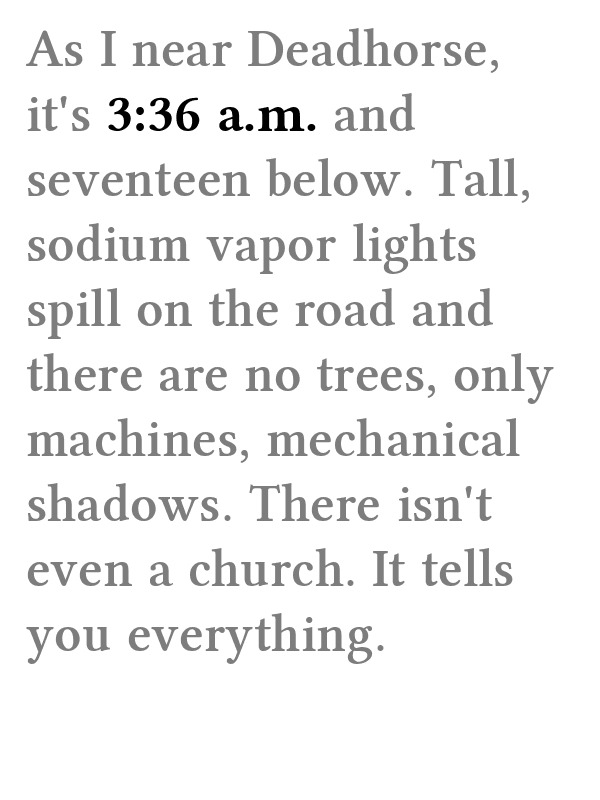 As I near Deadhorse,
it's 3:36 a.m. and
seventeen below. Tall,
sodium vapor lights
spill on the road and
there are no trees, only
machines, mechanical
shadows. There isn't
even a church. It tells
you everything.